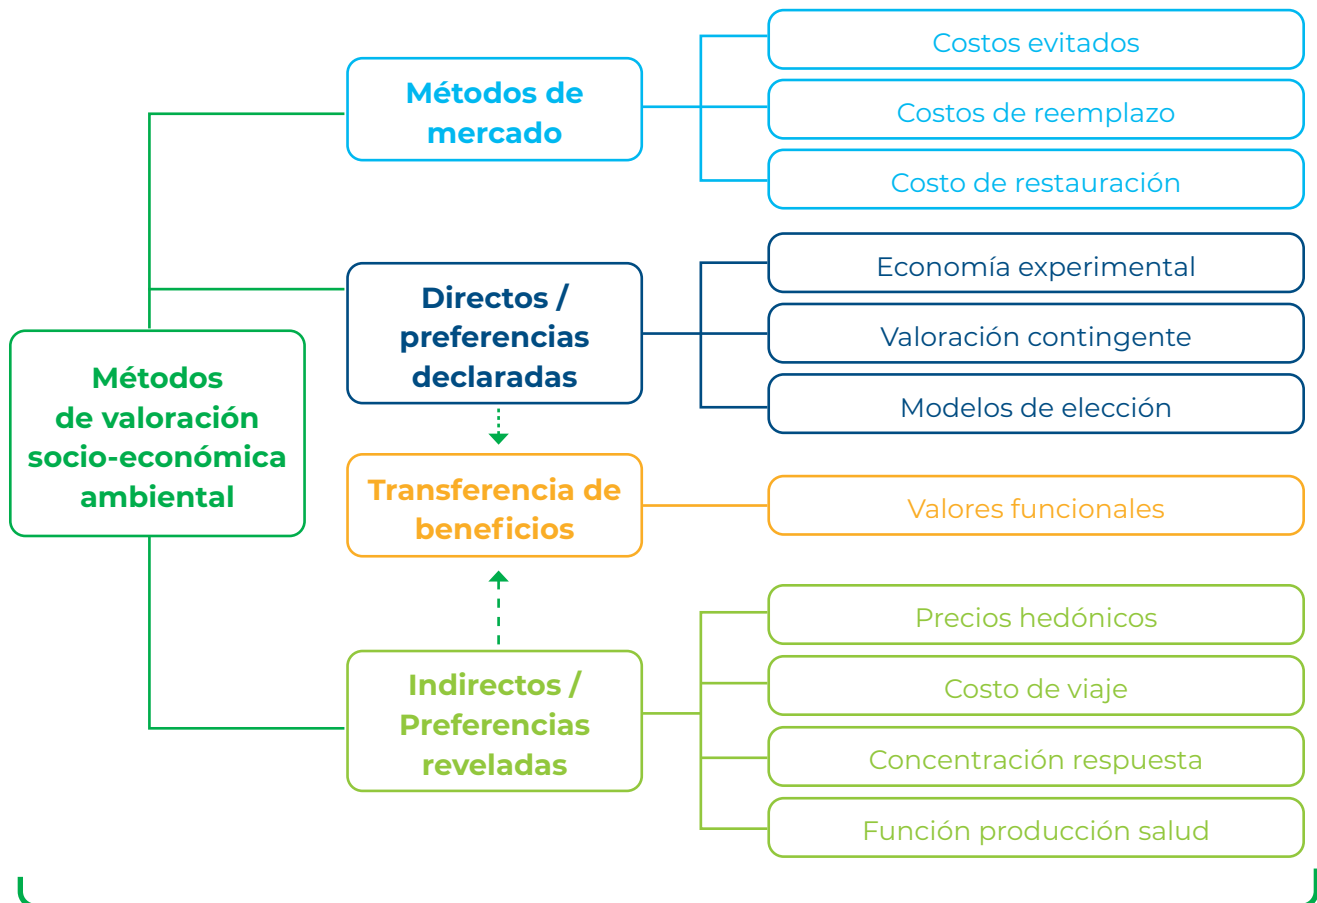 Métodos
de valoración
socio-económica
ambiental
Métodos de
mercado
Costos evitados
Costos de reemplazo
Costo de restauración
Directos /
preferencias
declaradas
Economía experimental
Valoración contingente
Modelos de elección
Transferencia de
beneficios
Valores funcionales
Indirectos /
Preferencias
reveladas
Precios hedónicos
Costo de viaje
Concentración respuesta
Función producción salud